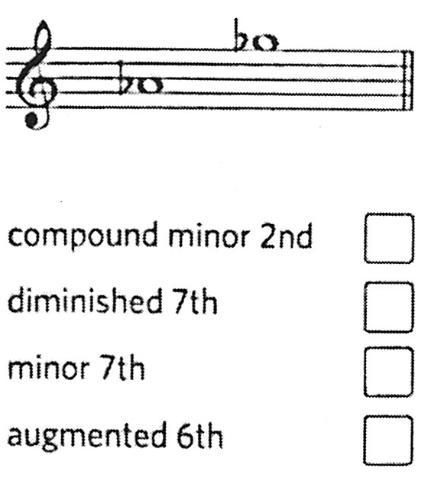 compound minor 2nd
diminished 7th
minor 7th
augmented 6th